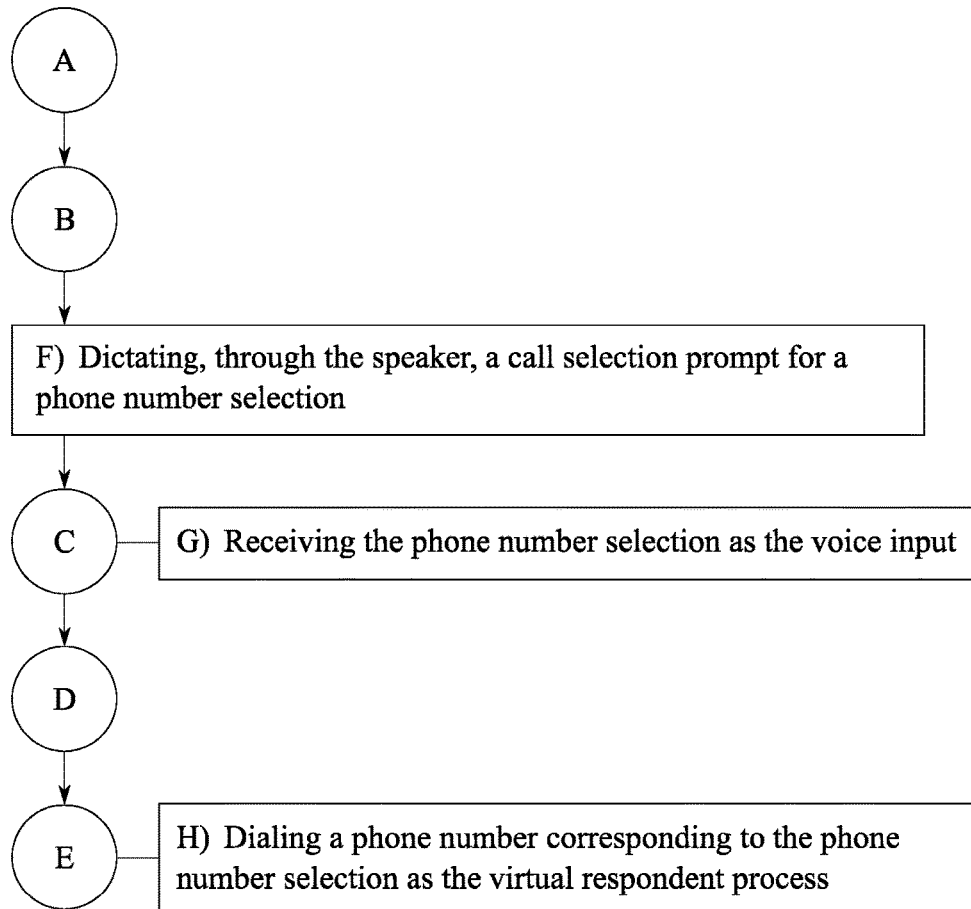 A
B
F) Dictating, through the speaker, a call selection prompt for a
phone number selection
C
G) Receiving the phone number selection as the voice input
D
E
H) Dialing a phone number corresponding to the phone
number selection as the virtual respondent process